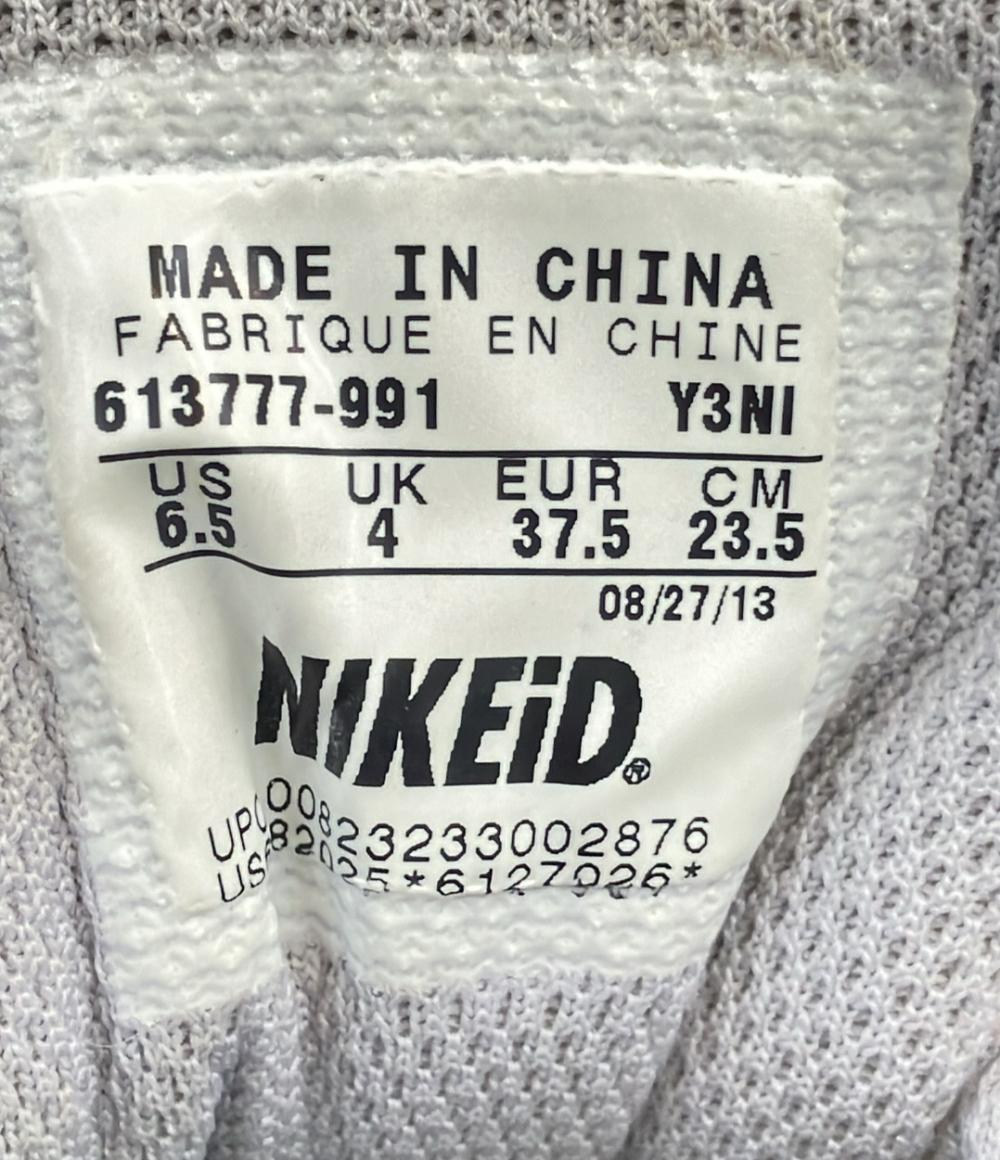 MADE IN CHINA
FABRIQUE EN CHINE
613777-991 Y3NI
US UK EUR CM
6.5 4 37.5 23.5
08/27/13
NIKEiD®
00823233002876
*6127926*